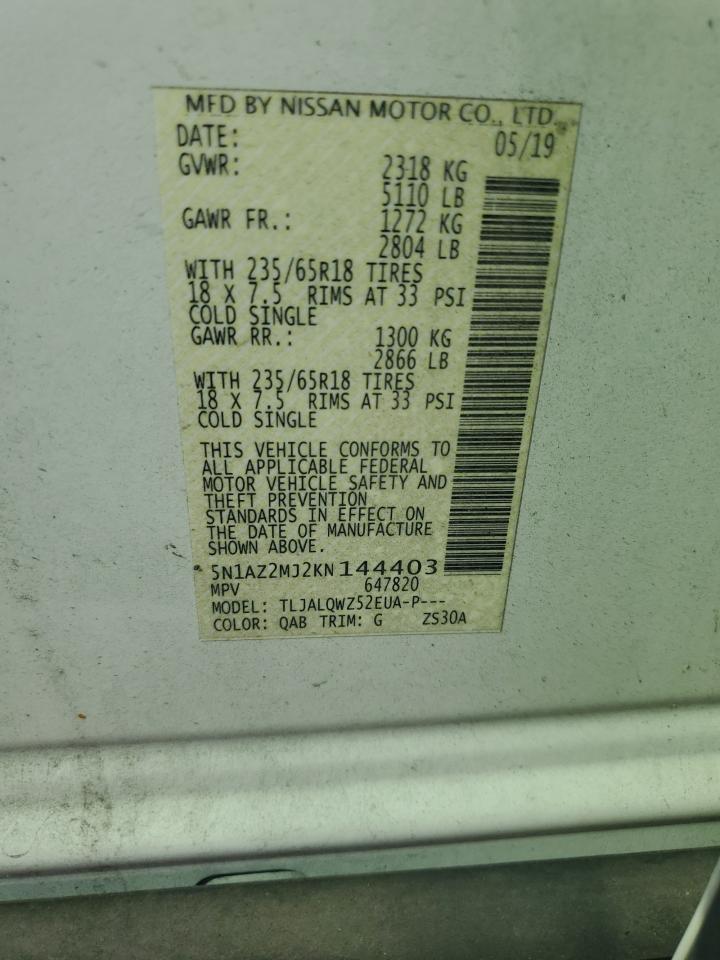 MFD BY NISSAN MOTOR CO., LTD.
DATE: 05/19
GVWR: 2318 KG
5110 LB
GAWR FR.: 1272 KG
2804 LB
WITH 235/65R18 TIRES
18 X 7.5 RIMS AT 33 PSI
COLD SINGLE
GAWR RR.: 1300 KG
2866 LB
WITH 235/65R18 TIRES
18 X 7.5 RIMS AT 33 PSI
COLD SINGLE
THIS VEHICLE CONFORMS TO
ALL APPLICABLE FEDERAL
MOTOR VEHICLE SAFETY AND
THEFT PREVENTION
STANDARDS IN EFFECT ON
THE DATE OF MANUFACTURE
SHOWN ABOVE.
5N1AZ2MJ2KN144403
MPV 647820
MODEL: TLJALQWZ52EUA-P---
COLOR: QAB TRIM: G ZS30A